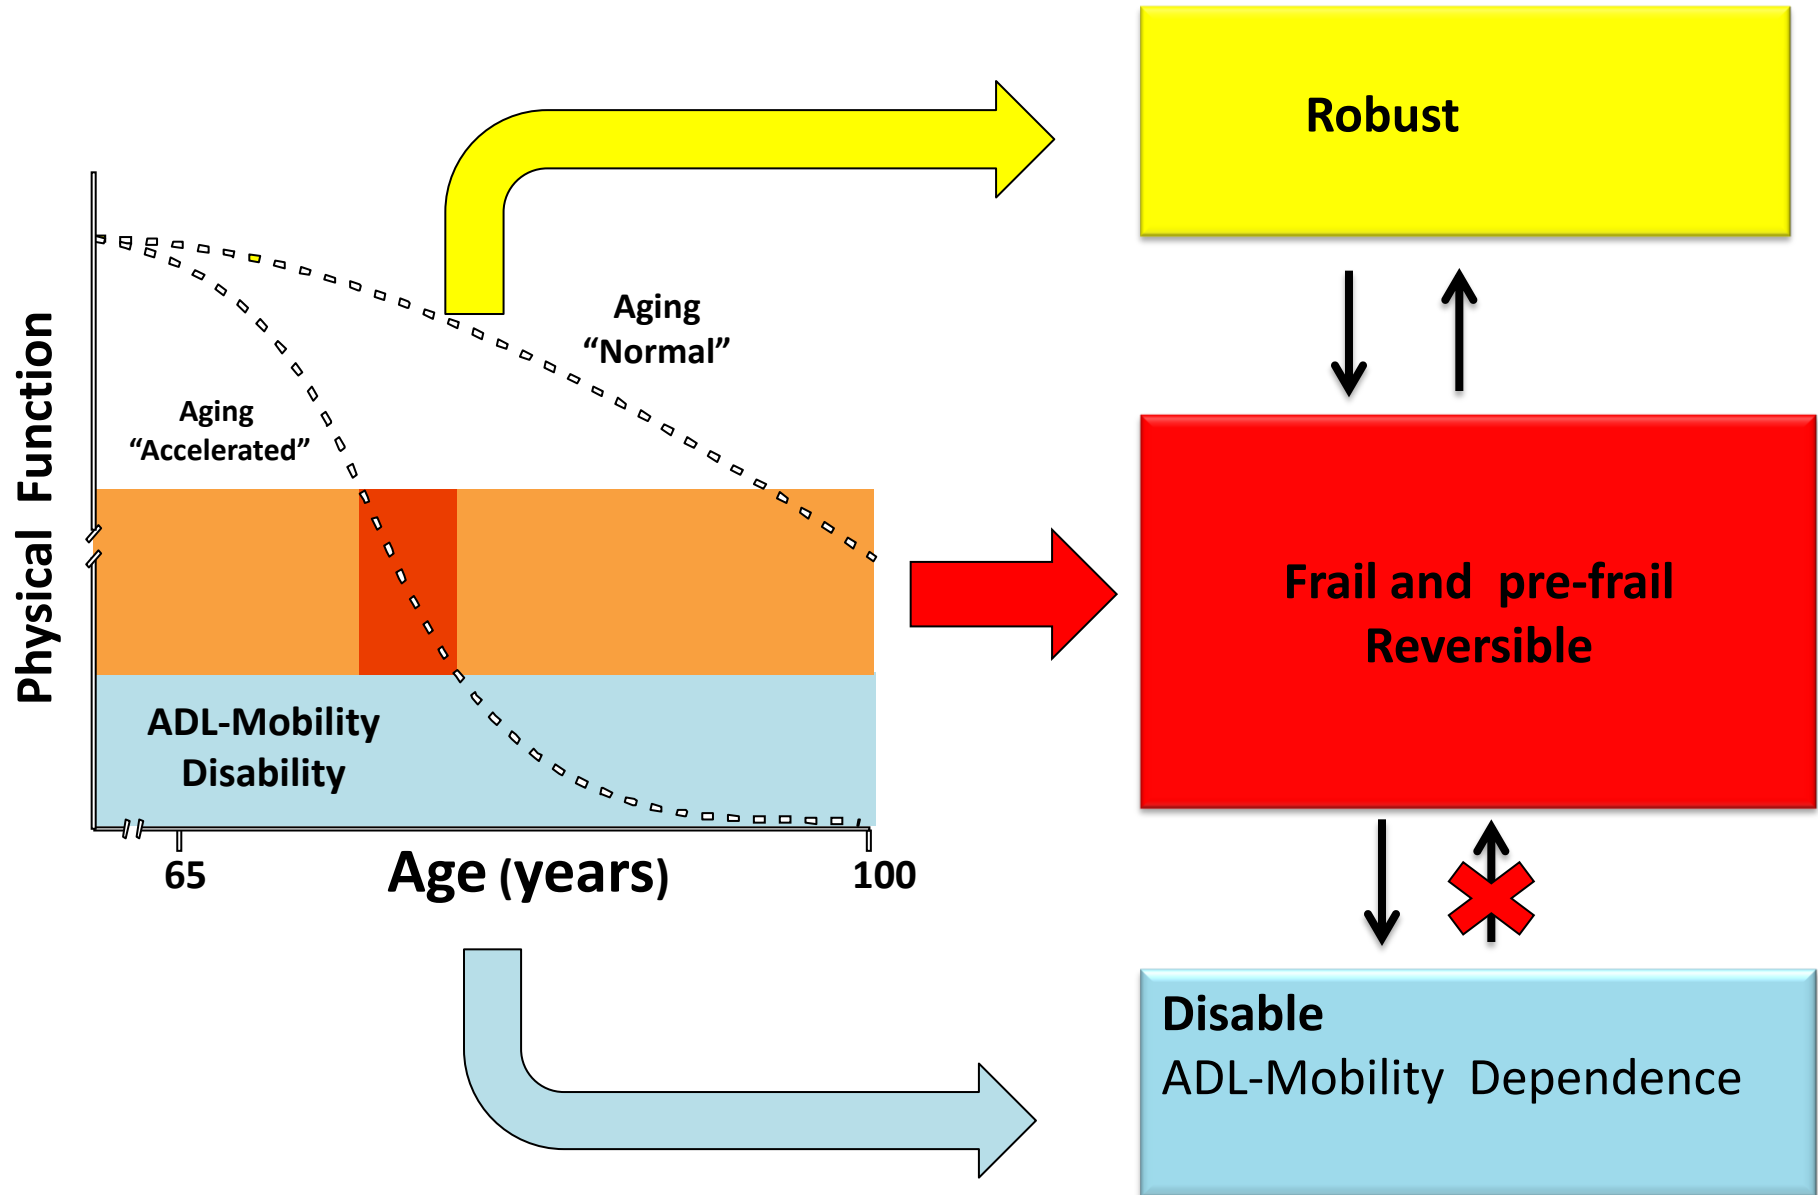 Robust
Aging
“Normal”
Aging
“Accelerated”
Physical Function
Frail and pre-frail
Reversible
ADL-Mobility
Disability
65
Age (years)
100
Disable
ADL-Mobility Dependence